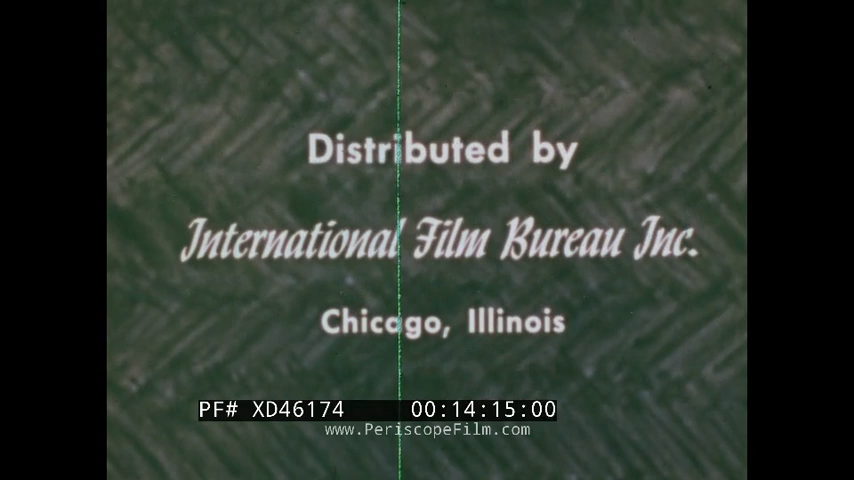 Distributed by
International Film Bureau Inc.
Chicago, Illinois
PF# XD46174 00:14:15:00
www.PeriscopeFilm.com